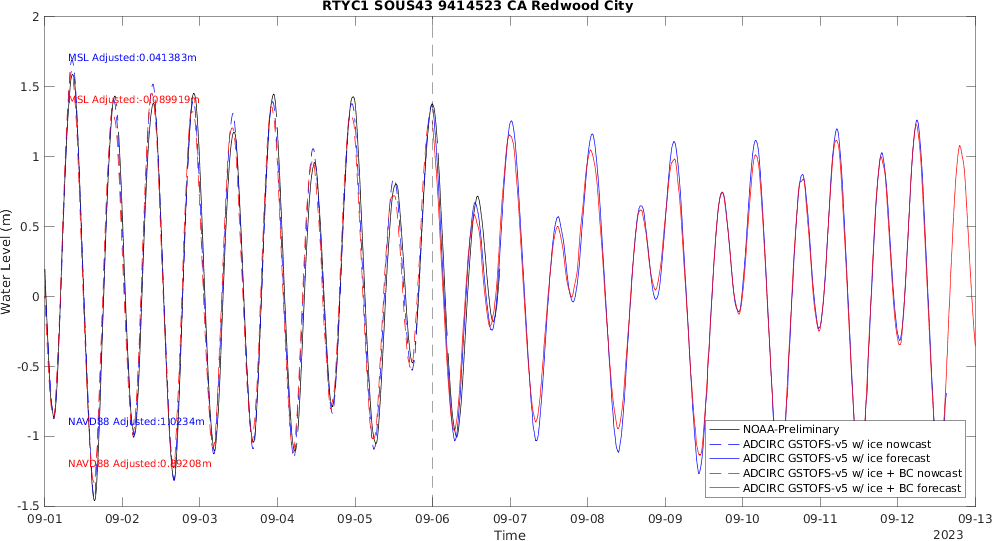 RTYC1 SOUS43 9414523 CA Redwood City
2
1.5
1
0.5
0
-0.5
-1
-1.5
Water Level (m)
MSL Adjusted:0.041383m
MSL Adjusted:-0.089919m
NAVD88 Adjusted:1.0234m
NAVD88 Adjusted:0.89208m
NOAA-Preliminary
ADCIRC GSTOFS-v5 w/ ice nowcast
ADCIRC GSTOFS-v5 w/ ice forecast
ADCIRC GSTOFS-v5 w/ ice + BC nowcast
ADCIRC GSTOFS-v5 w/ ice + BC forecast
09-01 09-02 09-03 09-04 09-05 09-06 09-07 09-08 09-09 09-10 09-11 09-12 09-13
Time
2023